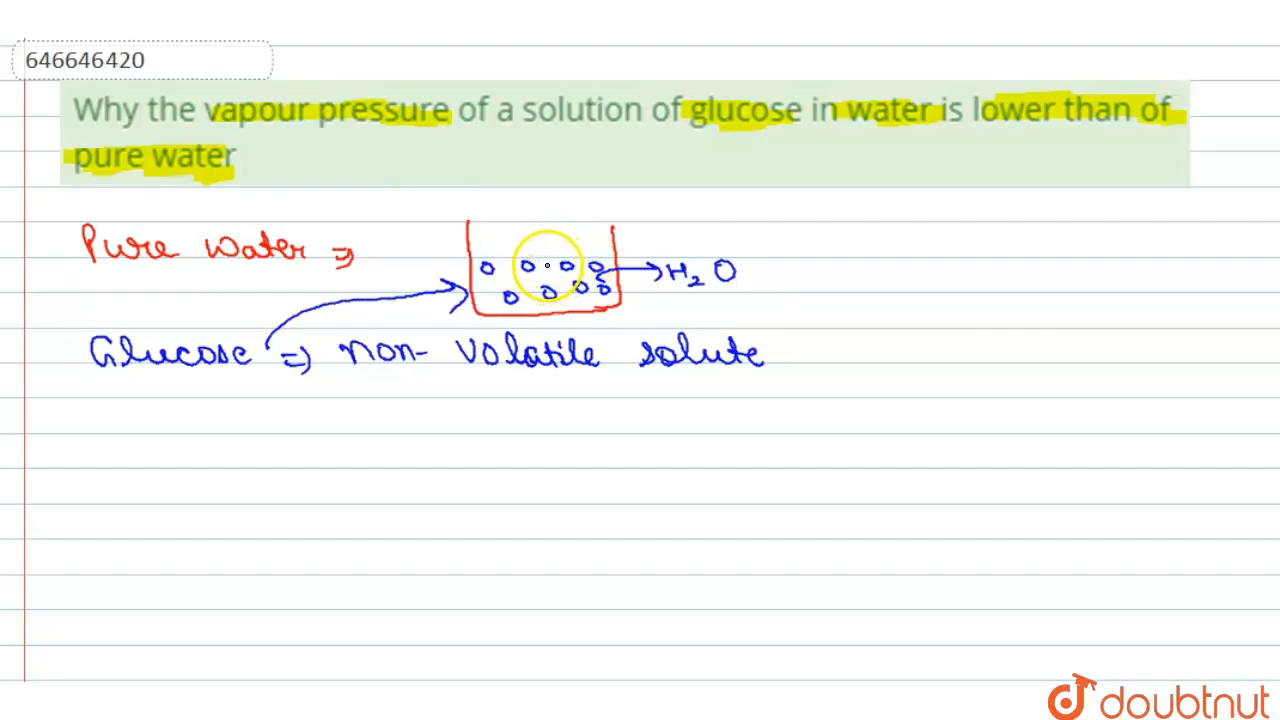 646646420
Why the vapour pressure of a solution of glucose in water is lower than of
pure water
Pure Water ⇒
H₂O
Glucose ⇒ non-volatile solute
doubtnut